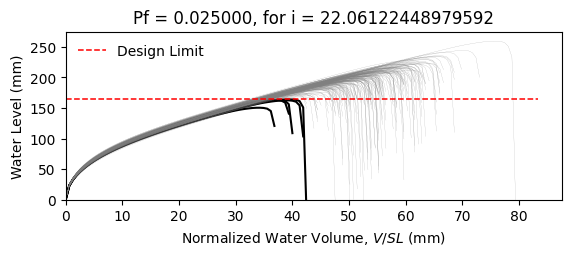 Pf = 0.025000, for i = 22.06122448979592
Water Level (mm)
250
200
150
100
50
0
Design Limit
0 10 20 30 40 50 60 70 80
Normalized Water Volume, V/SL (mm)